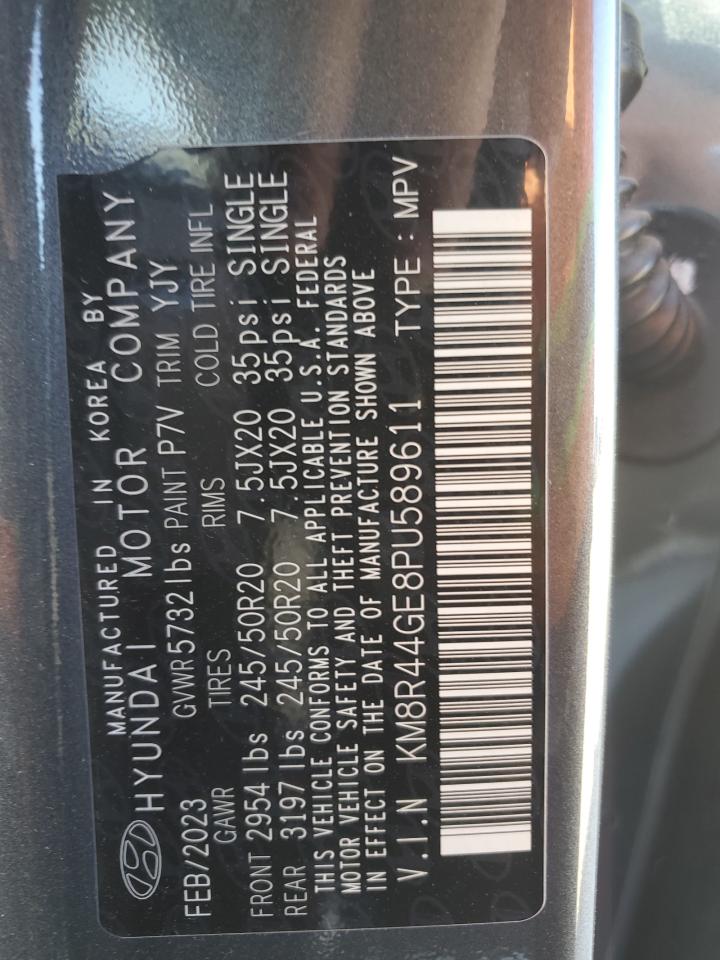 MANUFACTURED IN KOREA BY
HYUNDAI MOTOR COMPANY
FEB/2023 GVWR5732lbs PAINT P7V TRIM YJY
GAWR TIRES RIMS COLD TIRE INFL
FRONT 2954 lbs 245/50R20 7.5JX20 35psi SINGLE
REAR 3197 lbs 245/50R20 7.5JX20 35psi SINGLE
THIS VEHICLE CONFORMS TO ALL APPLICABLE U.S.A. FEDERAL
MOTOR VEHICLE SAFETY AND THEFT PREVENTION STANDARDS
IN EFFECT ON THE DATE OF MANUFACTURE SHOWN ABOVE
V.I.N KM8R44GE8PU589611 TYPE : MPV